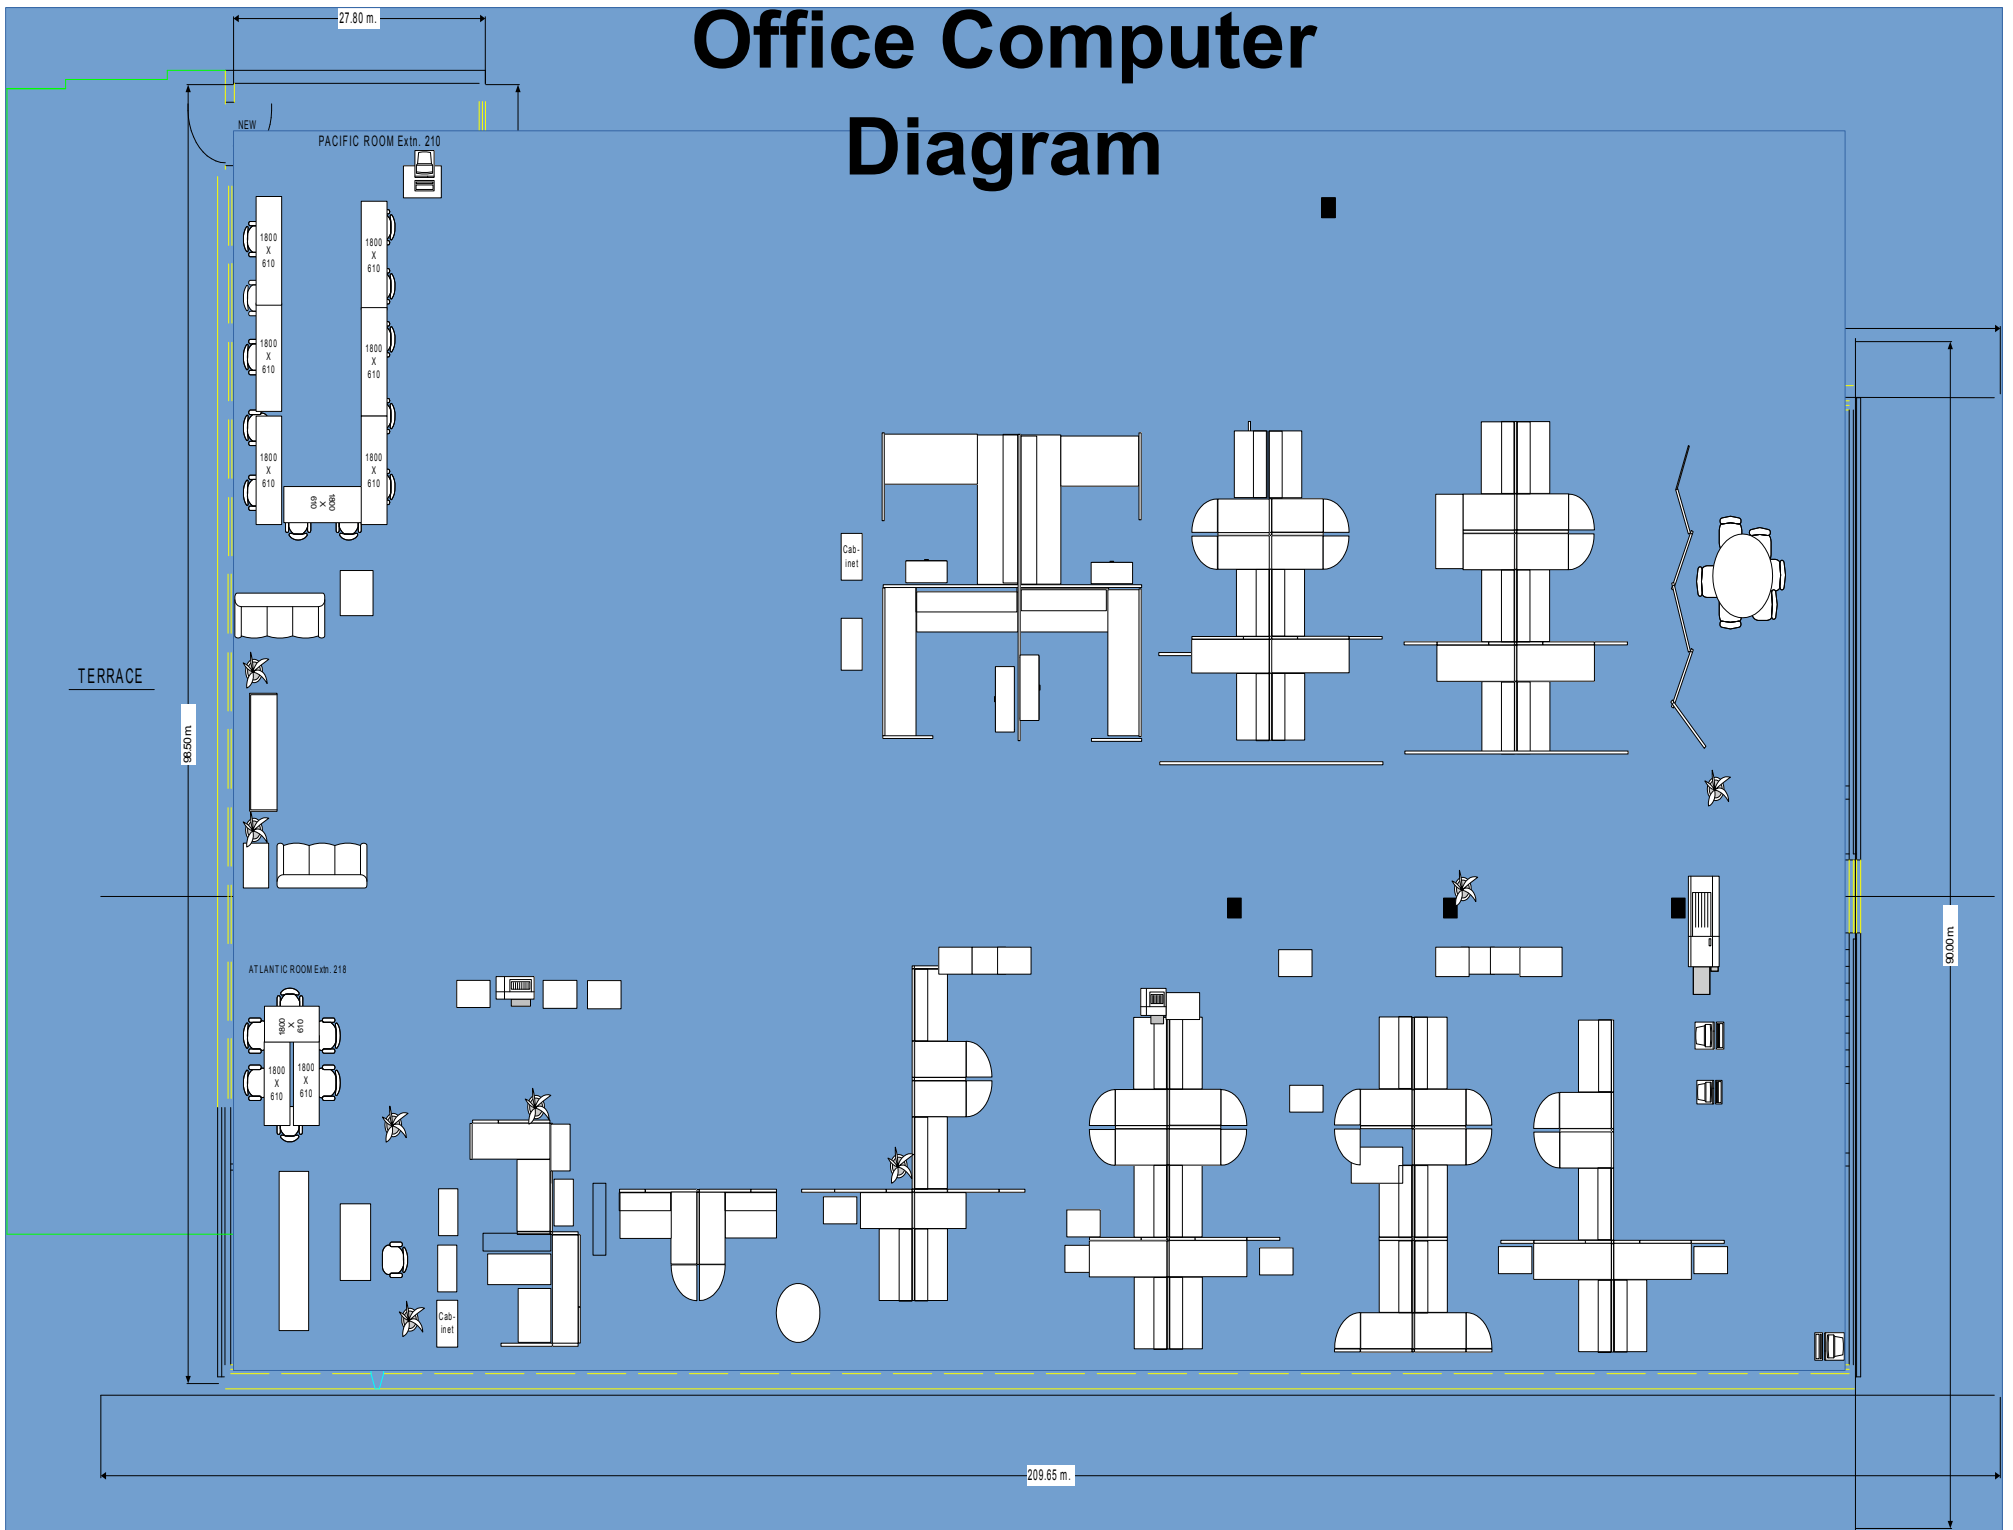 Office Computer
Diagram
27.80 m.
NEW
PACIFIC ROOM Extn. 210
1800
X
610
1800
X
610
1800
X
610
1800
X
610
1800
X
610
1800
X
610
1800
X
610
Cab-
inet
TERRACE
98.50 m.
90.00 m.
ATLANTIC ROOM Extn. 218
1800
X
610
1800
X
610
1800
X
610
Cab-
inet
209.65 m.